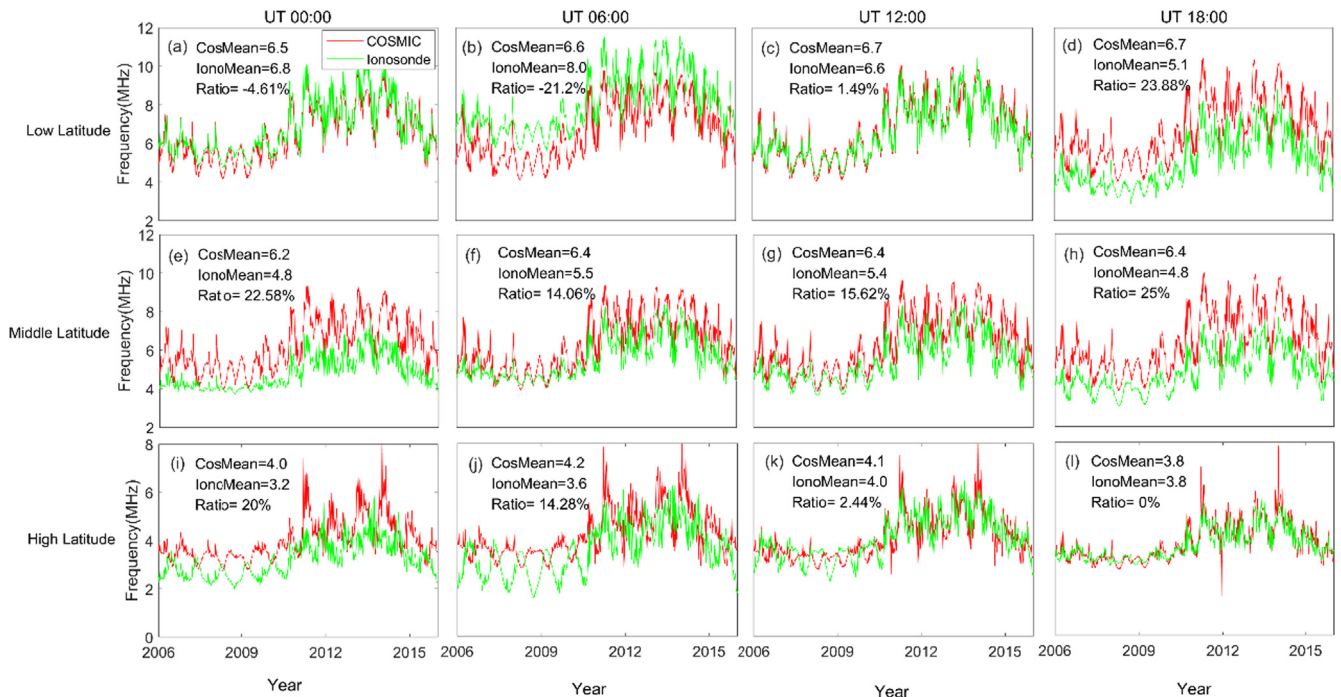 UT 00:00
UT 06:00
UT 12:00
UT 18:00
Low Latitude
Frequency(MHz)
12
10
8
6
4
2
(a)
CosMean=6.5
IonoMean=6.8
Ratio= -4.61%
COSMIC
Ionosonde
(b)
CosMean=6.6
IonoMean=8.0
Ratio= -21.2%
(c)
CosMean=6.7
IonoMean=6.6
Ratio= 1.49%
12
10
8
6
4
2
(d)
CosMean=6.7
IonoMean=5.1
Ratio= 23.88%
Middle Latitude
Frequency(MHz)
12
10
8
6
4
2
(e)
CosMean=6.2
IonoMean=4.8
Ratio= 22.58%
(f)
CosMean=6.4
IonoMean=5.5
Ratio= 14.06%
(g)
CosMean=6.4
IonoMean=5.4
Ratio= 15.62%
(h)
CosMean=6.4
IonoMean=4.8
Ratio= 25%
High Latitude
Frequency(MHz)
8
6
4
2
0
(i)
CosMean=4.0
IonoMean=3.2
Ratio= 20%
(j)
CosMean=4.2
IonoMean=3.6
Ratio= 14.28%
(k)
CosMean=4.1
IonoMean=4.0
Ratio= 2.44%
(l)
CosMean=3.8
IonoMean=3.8
Ratio= 0%
2006 2009 2012 2015
2006 2009 2012 2015
2006 2009 2012 2015
2006 2009 2012 2015
Year
Year
Year
Year